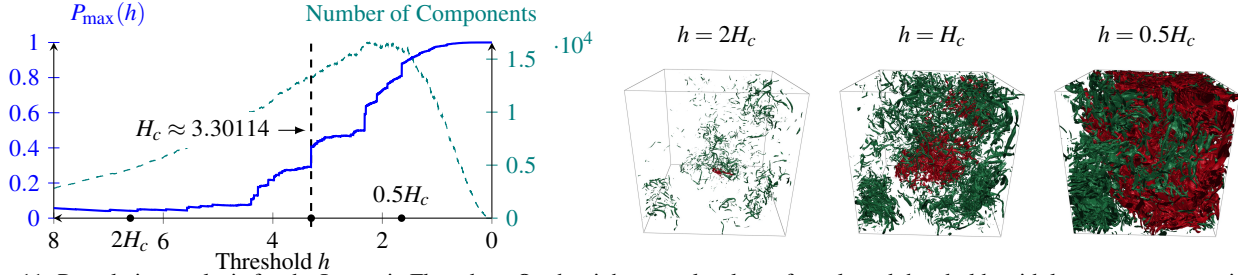 P_max(h)
Number of Components
·10^4
1
0.8
0.6
0.4
0.2
0
1.5
1
0.5
0
H_c ≈ 3.30114
0.5H_c
8
2H_c
6
4
2
0
Threshold h
h = 2H_c
h = H_c
h = 0.5H_c